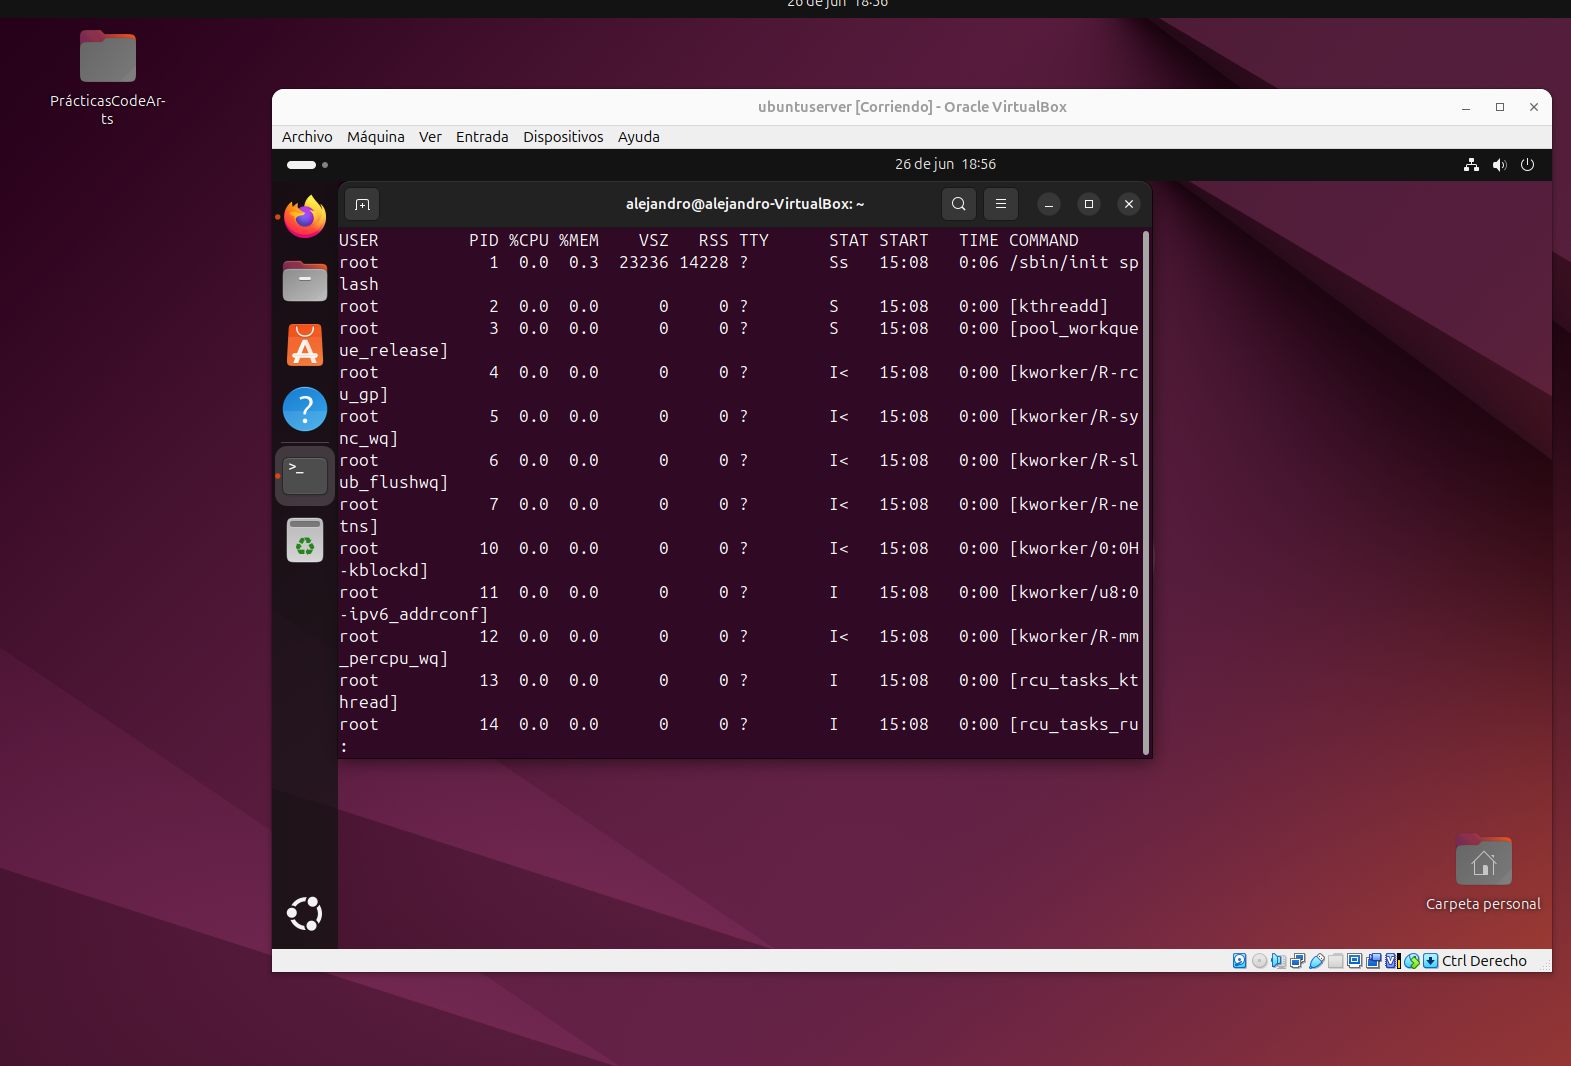 26 de jun 18:56
PrácticasCodeAr-
ts
ubuntuserver [Corriendo] - Oracle VirtualBox
Archivo Máquina Ver Entrada Dispositivos Ayuda
26 de jun 18:56
alejandro@alejandro-VirtualBox: ~
USER         PID %CPU %MEM    VSZ   RSS TTY      STAT START   TIME COMMAND
root           1  0.0  0.3  23236 14228 ?        Ss   15:08   0:06 /sbin/init sp
lash
root           2  0.0  0.0      0     0 ?        S    15:08   0:00 [kthreadd]
root           3  0.0  0.0      0     0 ?        S    15:08   0:00 [pool_workque
ue_release]
root           4  0.0  0.0      0     0 ?        I<   15:08   0:00 [kworker/R-rc
u_gp]
root           5  0.0  0.0      0     0 ?        I<   15:08   0:00 [kworker/R-sy
nc_wq]
root           6  0.0  0.0      0     0 ?        I<   15:08   0:00 [kworker/R-sl
ub_flushwq]
root           7  0.0  0.0      0     0 ?        I<   15:08   0:00 [kworker/R-ne
tns]
root          10  0.0  0.0      0     0 ?        I<   15:08   0:00 [kworker/0:0H
-kblockd]
root          11  0.0  0.0      0     0 ?        I    15:08   0:00 [kworker/u8:0
-ipv6_addrconf]
root          12  0.0  0.0      0     0 ?        I<   15:08   0:00 [kworker/R-mm
_percpu_wq]
root          13  0.0  0.0      0     0 ?        I    15:08   0:00 [rcu_tasks_kt
hread]
root          14  0.0  0.0      0     0 ?        I    15:08   0:00 [rcu_tasks_ru
:
Carpeta personal
Ctrl Derecho